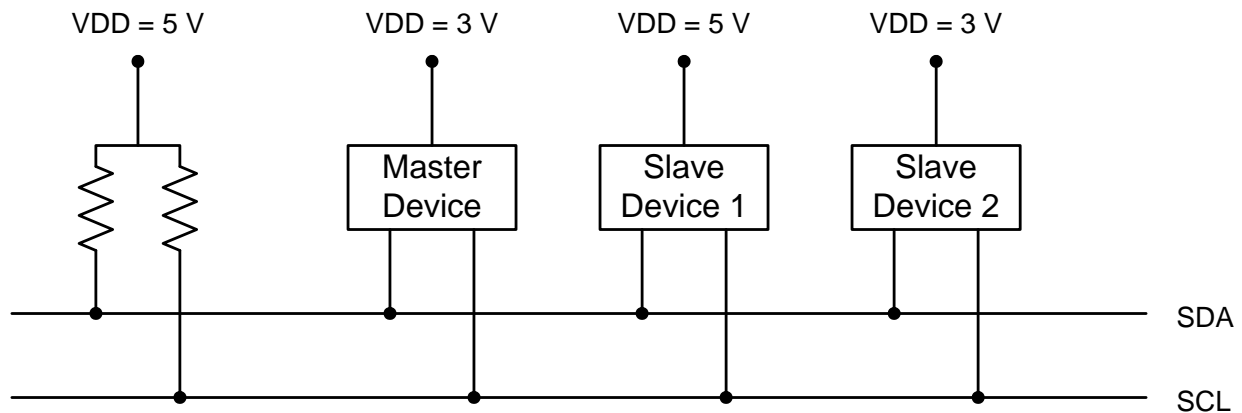 VDD = 5 V
VDD = 3 V
VDD = 5 V
VDD = 3 V
Master
Device
Slave
Device 1
Slave
Device 2
SDA
SCL